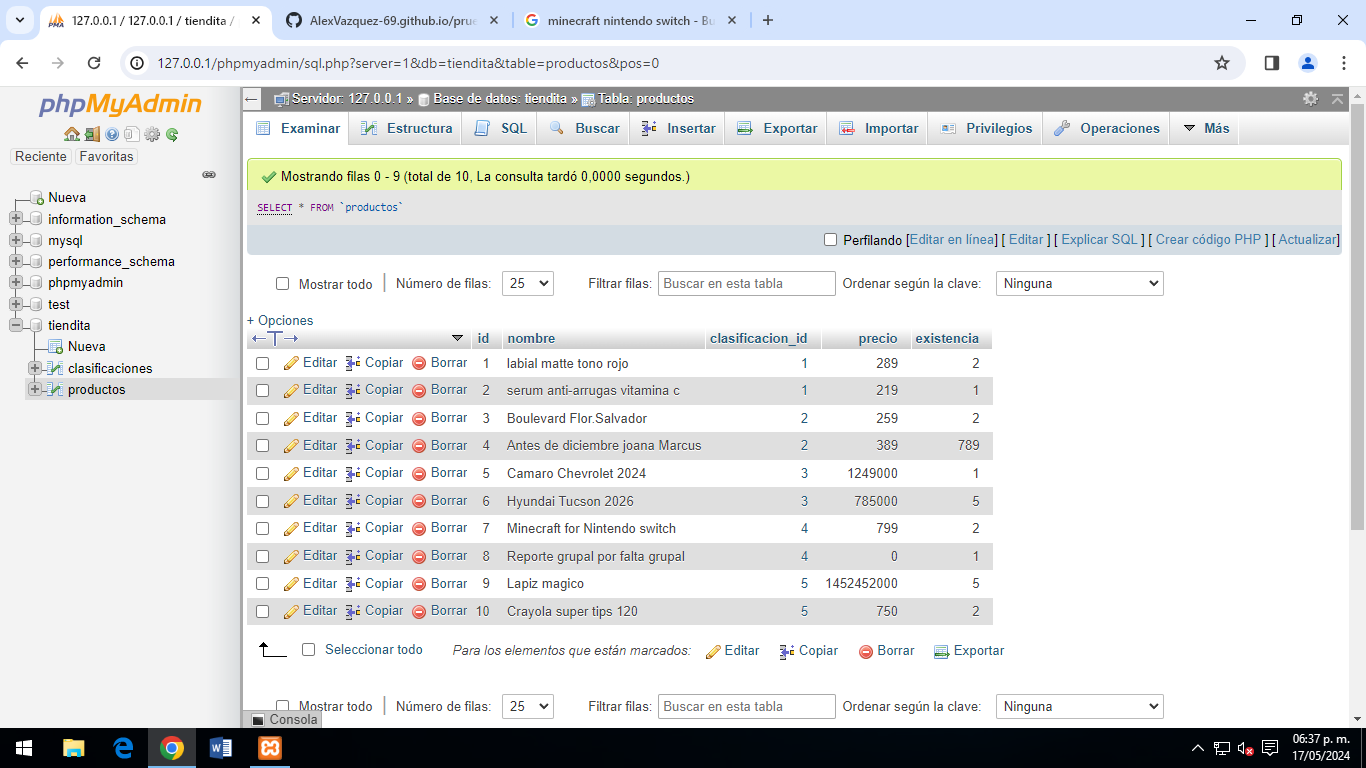 127.0.0.1 / 127.0.0.1 / tiendita /
AlexVazquez-69.github.io/prue
minecraft nintendo switch - Bu
127.0.0.1/phpmyadmin/sql.php?server=1&db=tiendita&table=productos&pos=0
phpMyAdmin
Reciente Favoritas
Nueva
information_schema
mysql
performance_schema
phpmyadmin
test
tiendita
Nueva
clasificaciones
productos
Servidor: 127.0.0.1 » Base de datos: tiendita » Tabla: productos
Examinar Estructura SQL Buscar Insertar Exportar Importar Privilegios Operaciones Más
Mostrando filas 0 - 9 (total de 10, La consulta tardó 0,0000 segundos.)
SELECT * FROM `productos`
Perfilando [Editar en línea] [ Editar ] [ Explicar SQL ] [ Crear código PHP ] [ Actualizar]
Mostrar todo | Número de filas: 25 Filtrar filas: Buscar en esta tabla Ordenar según la clave: Ninguna
+ Opciones
←T→ id nombre clasificacion_id precio existencia
Editar Copiar Borrar 1 labial matte tono rojo 1 289 2
Editar Copiar Borrar 2 serum anti-arrugas vitamina c 1 219 1
Editar Copiar Borrar 3 Boulevard Flor.Salvador 2 259 2
Editar Copiar Borrar 4 Antes de diciembre joana Marcus 2 389 789
Editar Copiar Borrar 5 Camaro Chevrolet 2024 3 1249000 1
Editar Copiar Borrar 6 Hyundai Tucson 2026 3 785000 5
Editar Copiar Borrar 7 Minecraft for Nintendo switch 4 799 2
Editar Copiar Borrar 8 Reporte grupal por falta grupal 4 0 1
Editar Copiar Borrar 9 Lapiz magico 5 1452452000 5
Editar Copiar Borrar 10 Crayola super tips 120 5 750 2
Seleccionar todo Para los elementos que están marcados: Editar Copiar Borrar Exportar
Mostrar todo | Número de filas: 25 Filtrar filas: Buscar en esta tabla Ordenar según la clave: Ninguna
Consola
06:37 p. m.
17/05/2024